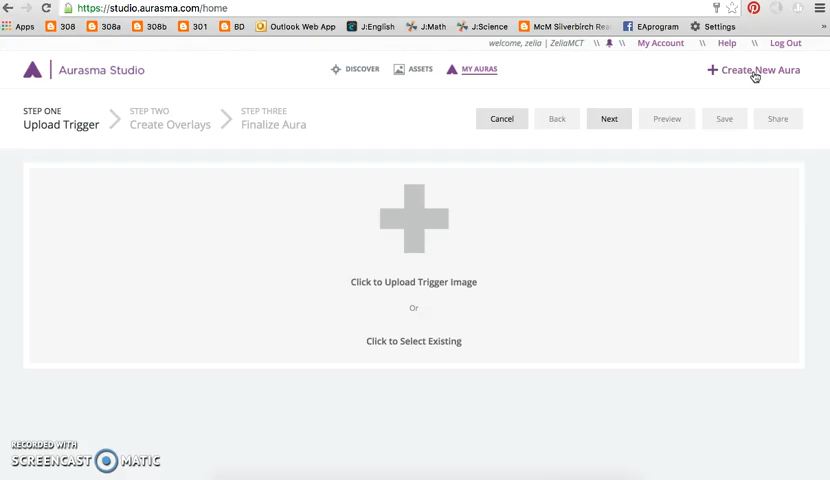 https://studio.aurasma.com/home
Apps 308 308a 308b 301 BD Outlook Web App J:English J:Math J:Science McM Silverbirch Res EAprogram Settings »
welcome, zelia | ZeliaMCT \\ \\ My Account \\ Help \\ Log Out
Aurasma Studio DISCOVER ASSETS MY AURAS + Create New Aura
STEP ONE STEP TWO STEP THREE
Upload Trigger Create Overlays Finalize Aura
Cancel Back Next Preview Save Share
Click to Upload Trigger Image
Or
Click to Select Existing
RECORDED WITH
SCREENCAST MATIC